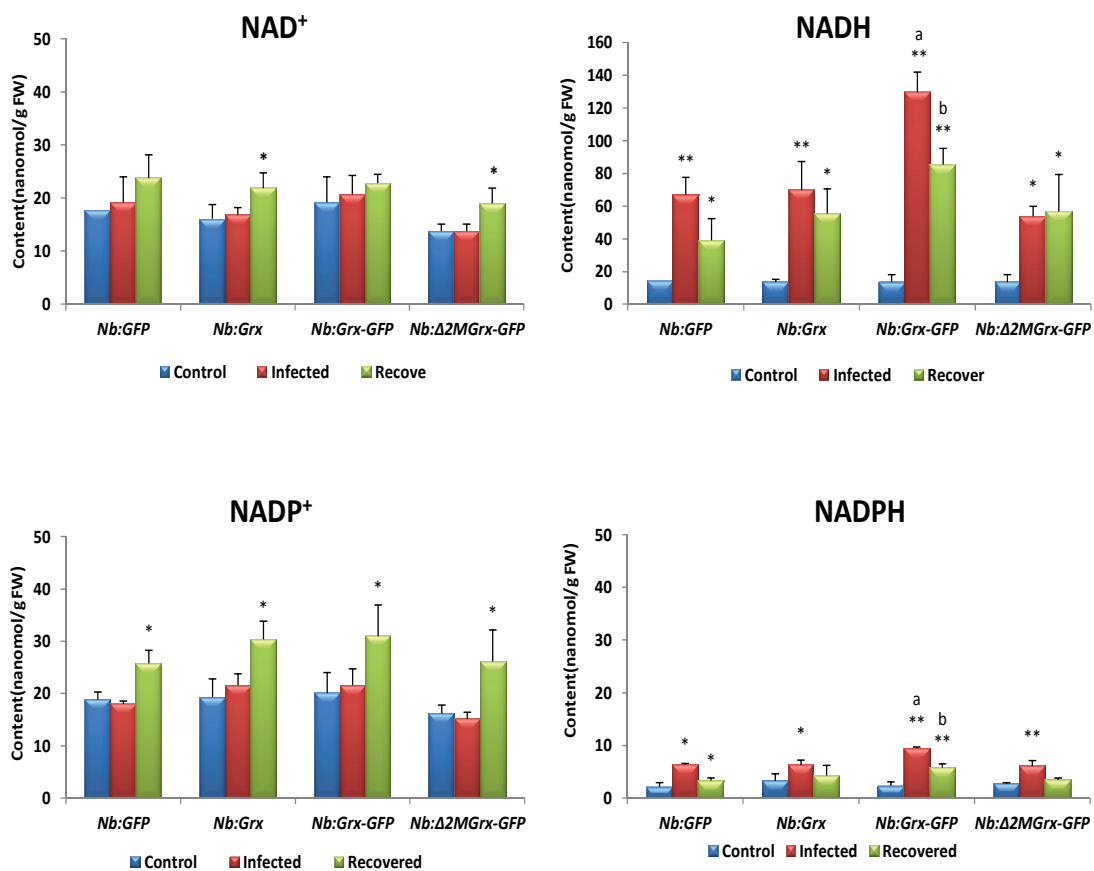 NAD+
Content(nanomol/g FW)
50
40
30
20
10
0
*
*
Nb:GFP
Nb:Grx
Nb:Grx-GFP
Nb:Δ2MGrx-GFP
Control
Infected
Recove
NADH
Content(nanomol/g FW)
160
140
120
100
80
60
40
20
0
**
*
**
*
a
**
b
**
*
*
Nb:GFP
Nb:Grx
Nb:Grx-GFP
Nb:Δ2MGrx-GFP
Control
Infected
Recover
NADP+
Content(nanomol/g FW)
50
40
30
20
10
0
*
*
*
*
Nb:GFP
Nb:Grx
Nb:Grx-GFP
Nb:Δ2MGrx-GFP
Control
Infected
Recovered
NADPH
Content(nanomol/g FW)
50
40
30
20
10
0
*
*
*
a
**
b
**
**
Nb:GFP
Nb:Grx
Nb:Grx-GFP
Nb:Δ2MGrx-GFP
Control
Infected
Recovered